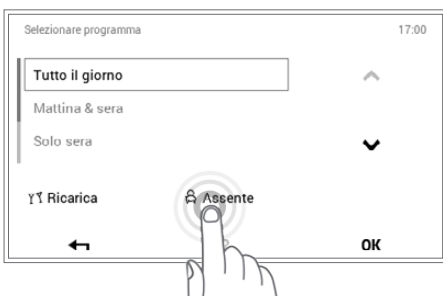 Selezionare programma 17:00
Tutto il giorno
Mattina & sera
Solo sera
Ricarica Assente
OK